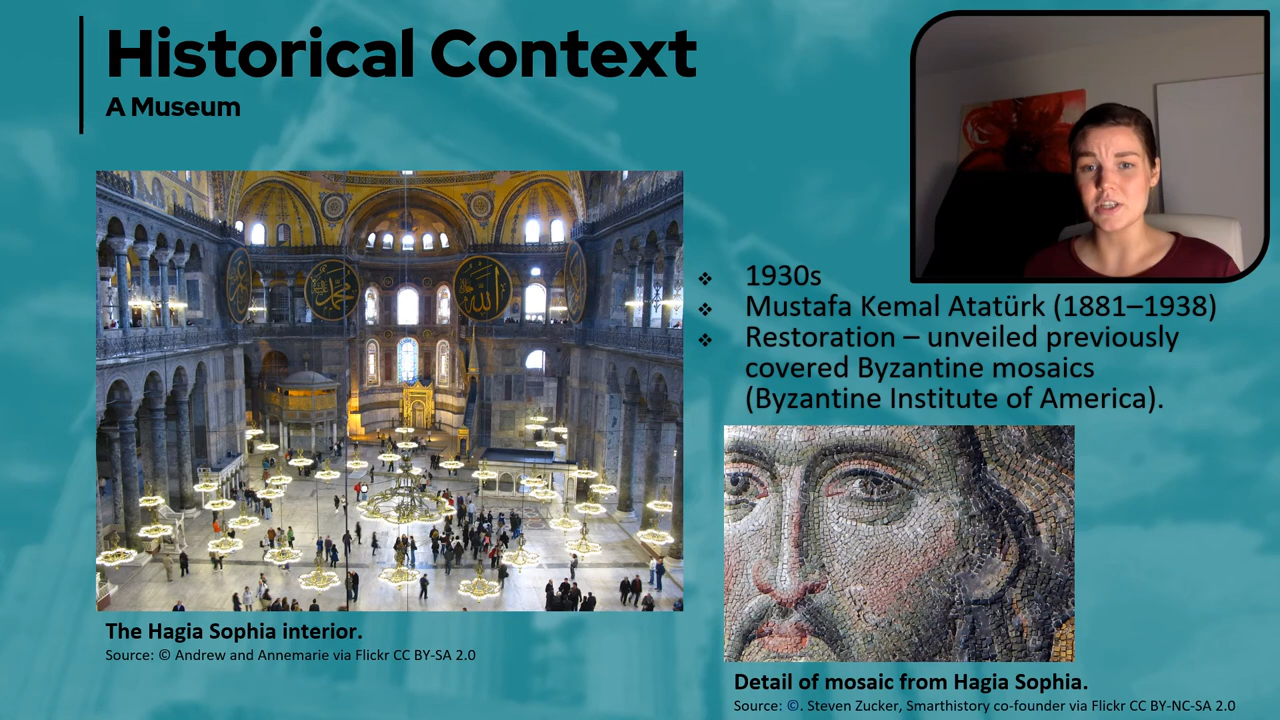 Historical Context
A Museum
❖ 1930s
❖ Mustafa Kemal Atatürk (1881–1938)
❖ Restoration – unveiled previously
covered Byzantine mosaics
(Byzantine Institute of America).
محمد
الله
The Hagia Sophia interior.
Source: © Andrew and Annemarie via Flickr CC BY-SA 2.0
Detail of mosaic from Hagia Sophia.
Source: ©. Steven Zucker, Smarthistory co-founder via Flickr CC BY-NC-SA 2.0